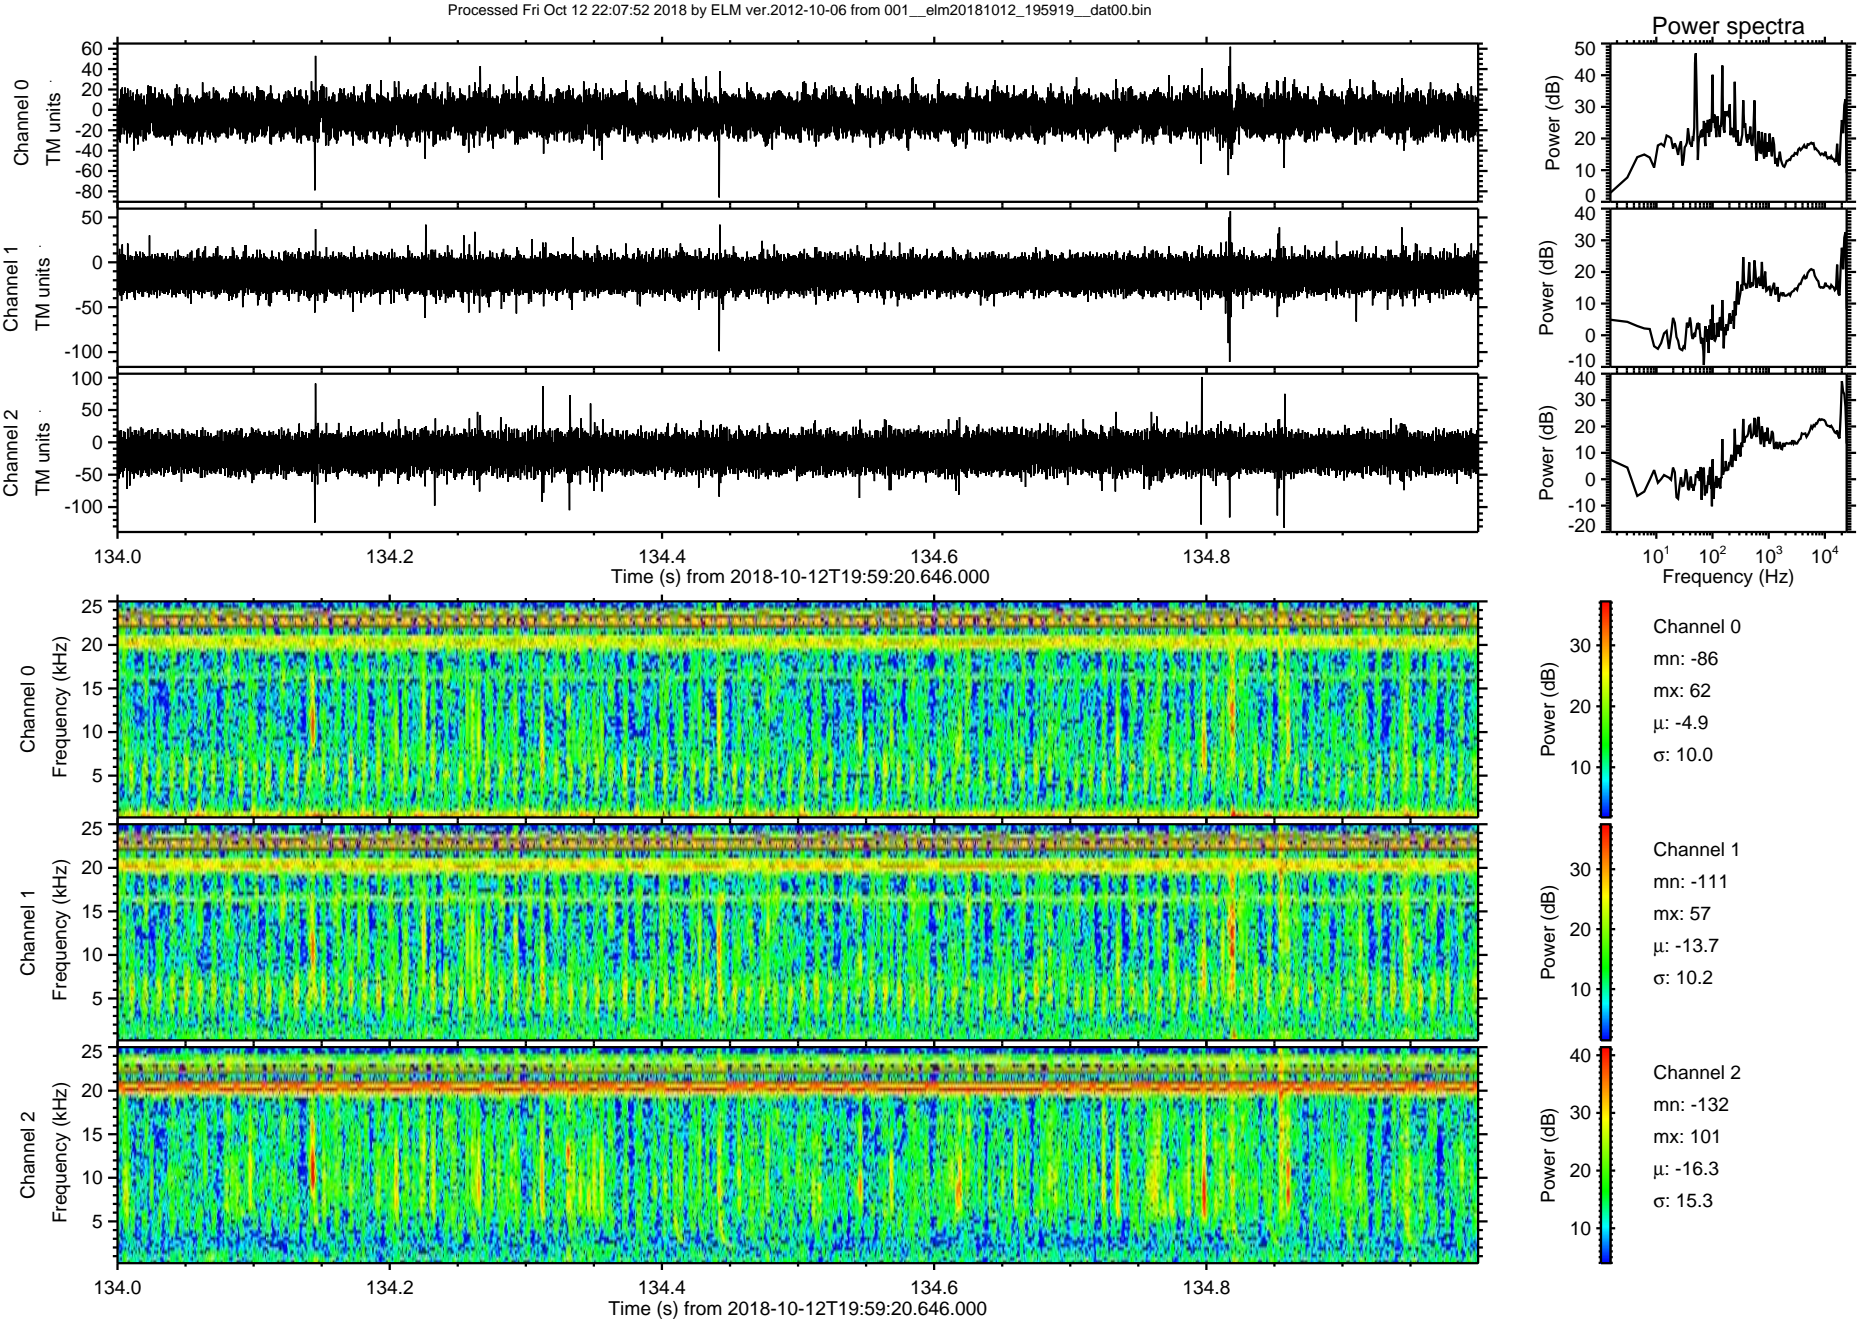 Processed Fri Oct 12 22:07:52 2018 by ELM ver.2012-10-06 from 001__elm20181012_195919__dat00.bin
Power spectra
Channel 0
TM units
60
40
20
0
-20
-40
-60
-80
Power (dB)
50
40
30
20
10
0
Channel 1
TM units
50
0
-50
-100
Power (dB)
40
30
20
10
0
-10
Channel 2
TM units
100
50
0
-50
-100
Power (dB)
40
30
20
10
0
-10
-20
134.0 134.2 134.4 134.6 134.8
Time (s) from 2018-10-12T19:59:20.646.000
10¹ 10² 10³ 10⁴
Frequency (Hz)
Channel 0
Frequency (kHz)
25
20
15
10
5
Power (dB)
30
20
10
Channel 0
mn: -86
mx: 62
μ: -4.9
σ: 10.0
Channel 1
Frequency (kHz)
25
20
15
10
5
Power (dB)
30
20
10
Channel 1
mn: -111
mx: 57
μ: -13.7
σ: 10.2
Channel 2
Frequency (kHz)
25
20
15
10
5
Power (dB)
40
30
20
10
Channel 2
mn: -132
mx: 101
μ: -16.3
σ: 15.3
134.0 134.2 134.4 134.6 134.8
Time (s) from 2018-10-12T19:59:20.646.000